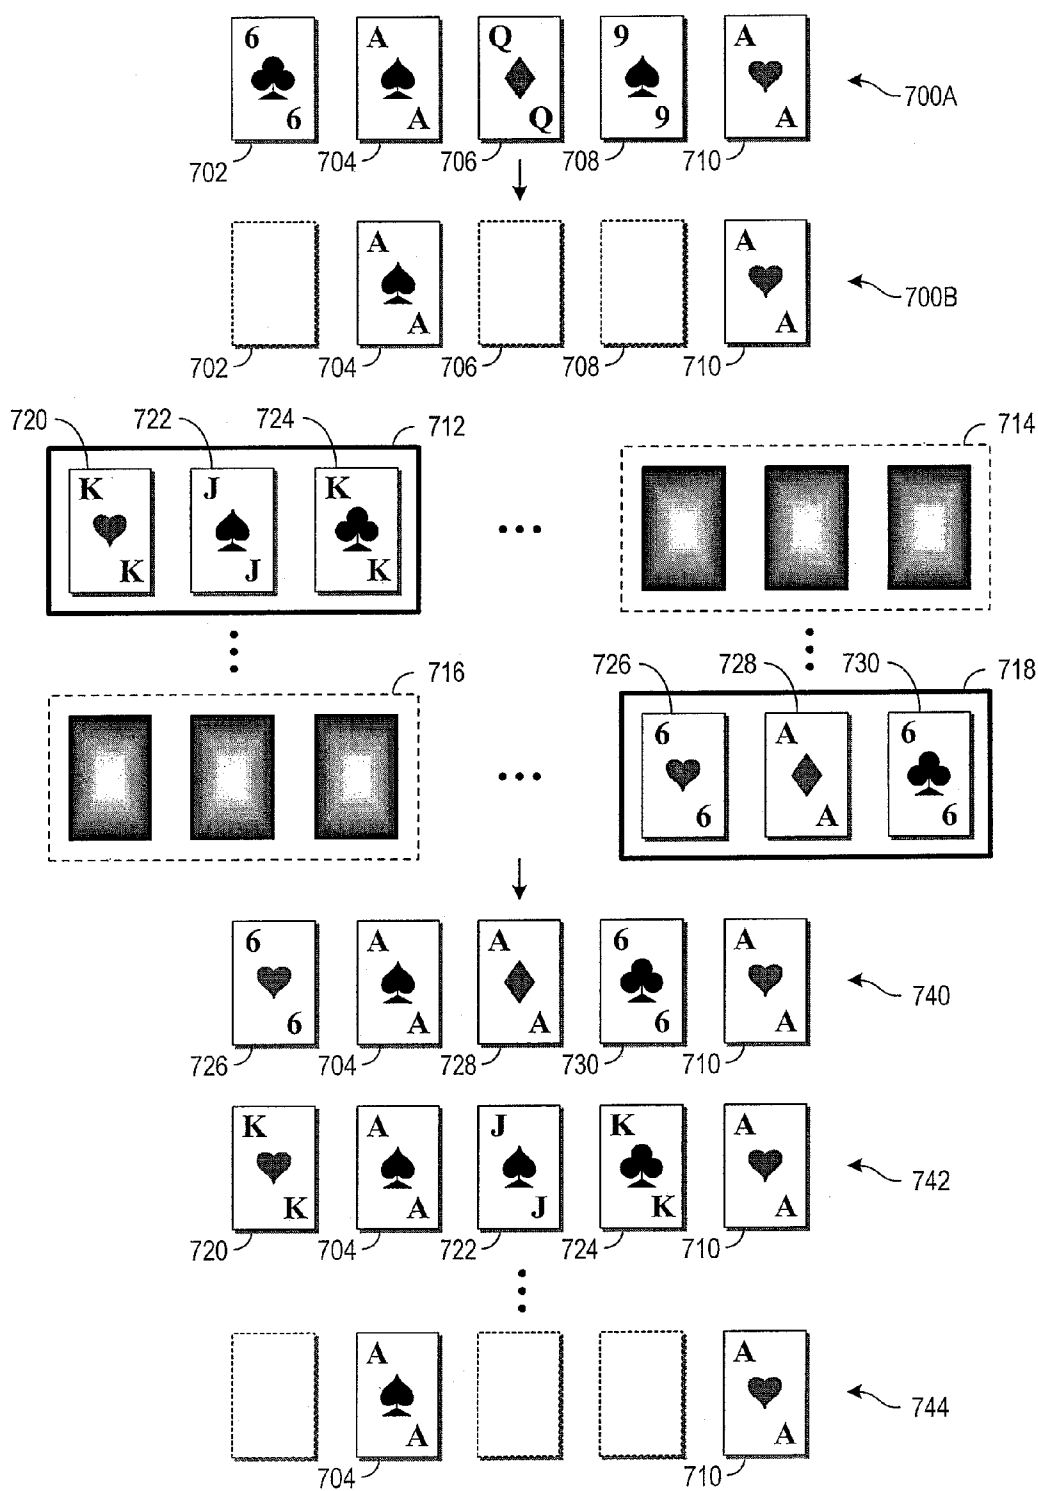 6 A Q 9 A
6 A Q 9 A
700A
702 704 706 708 710
A A
A A
700B
702 704 706 708 710
720 722 724 712 714
K J K
K J K
726 728 730 718
716
6 A 6
6 A 6
6 A A 6 A
6 A A 6 A
740
726 704 728 730 710
K A J K A
K A J K A
742
720 704 722 724 710
A A
A A
744
704 710